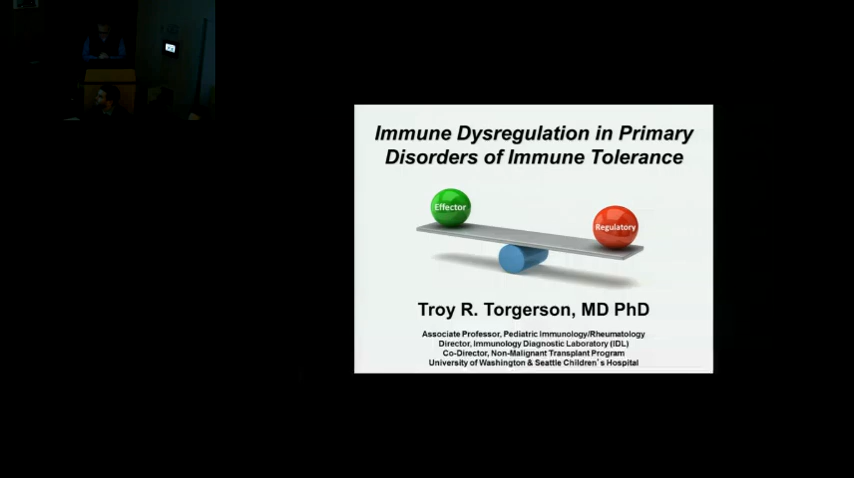 Immune Dysregulation in Primary
Disorders of Immune Tolerance
Effector
Regulatory
Troy R. Torgerson, MD PhD
Associate Professor, Pediatric Immunology/Rheumatology
Director, Immunology Diagnostic Laboratory (IDL)
Co-Director, Non-Malignant Transplant Program
University of Washington & Seattle Children's Hospital